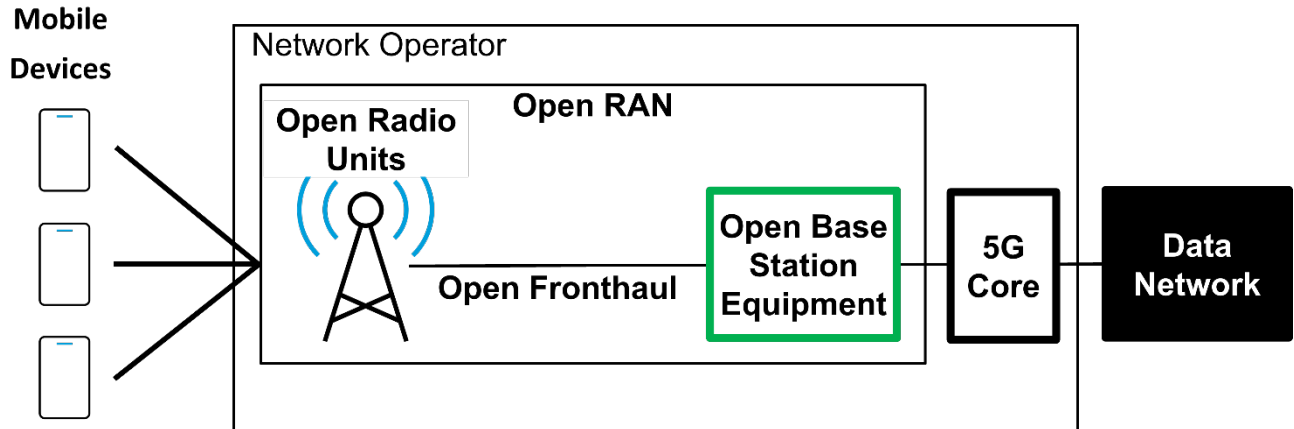 Mobile
Devices
Network Operator
Open RAN
Open Radio
Units
Open Fronthaul
Open Base
Station
Equipment
5G
Core
Data
Network